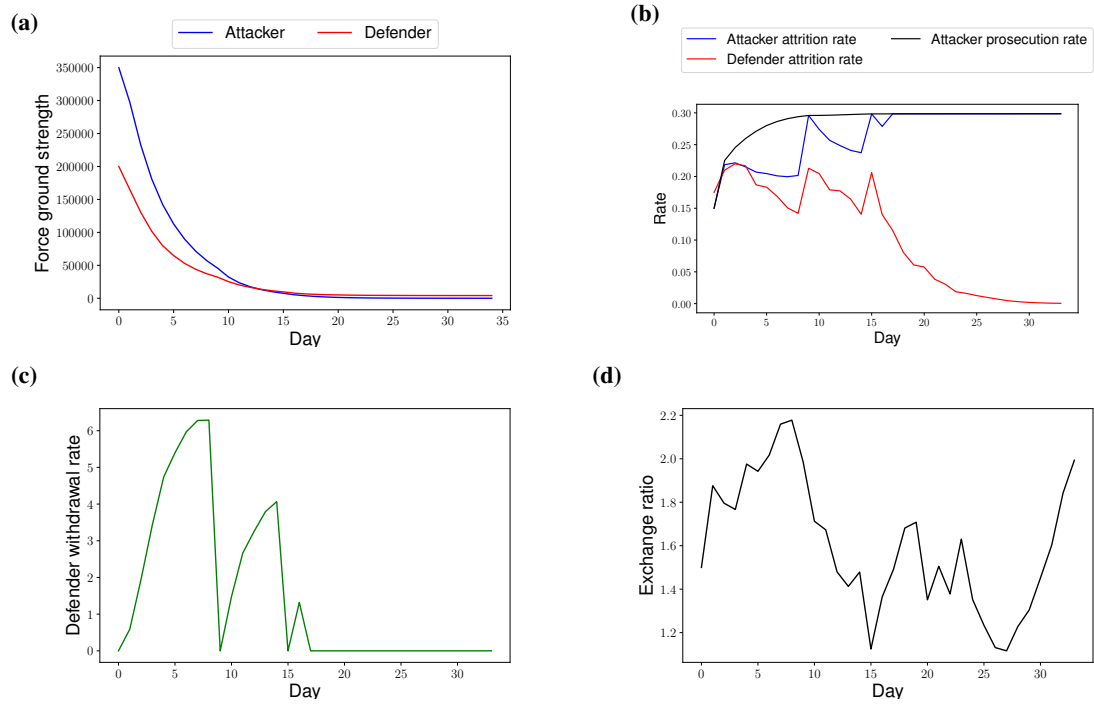 (a)
Attacker Defender
Force ground strength
350000
300000
250000
200000
150000
100000
50000
0
0 5 10 15 20 25 30 35
Day
(b)
Attacker attrition rate Attacker prosecution rate
Defender attrition rate
Rate
0.30
0.25
0.20
0.15
0.10
0.05
0.00
0 5 10 15 20 25 30
Day
(c)
Defender withdrawal rate
6
5
4
3
2
1
0
0 5 10 15 20 25 30
Day
(d)
Exchange ratio
2.2
2.0
1.8
1.6
1.4
1.2
0 5 10 15 20 25 30
Day